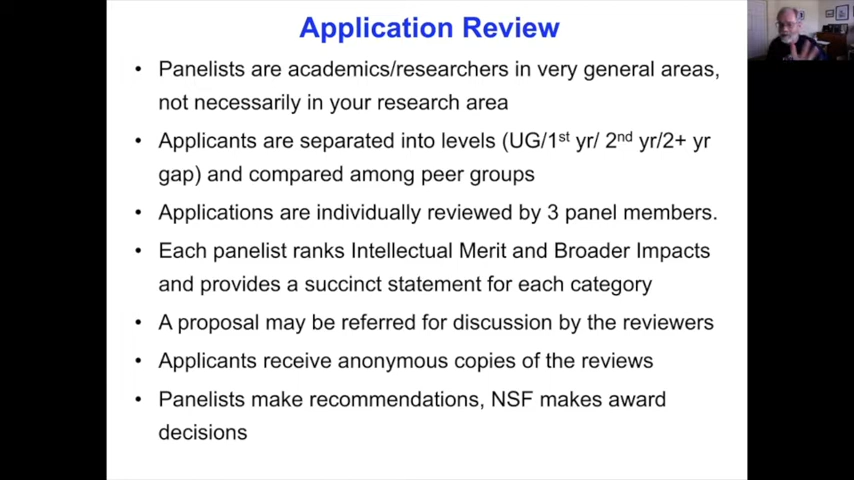 Application Review
• Panelists are academics/researchers in very general areas,
not necessarily in your research area
• Applicants are separated into levels (UG/1st yr/ 2nd yr/2+ yr
gap) and compared among peer groups
• Applications are individually reviewed by 3 panel members.
• Each panelist ranks Intellectual Merit and Broader Impacts
and provides a succinct statement for each category
• A proposal may be referred for discussion by the reviewers
• Applicants receive anonymous copies of the reviews
• Panelists make recommendations, NSF makes award
decisions